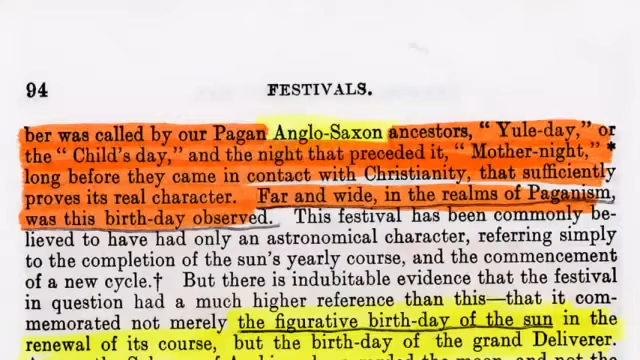 94
FESTIVALS.
ber was called by our Pagan Anglo-Saxon ancestors, "Yule-day," or
the "Child's day," and the night that preceded it, "Mother-night,"*
long before they came in contact with Christianity, that sufficiently
proves its real character. Far and wide, in the realms of Paganism,
was this birth-day observed. This festival has been commonly be-
lieved to have had only an astronomical character, referring simply
to the completion of the sun's yearly course, and the commencement
of a new cycle.† But there is indubitable evidence that the festival
in question had a much higher reference than this—that it com-
memorated not merely the figurative birth-day of the sun in the
renewal of its course, but the birth-day of the grand Deliverer.